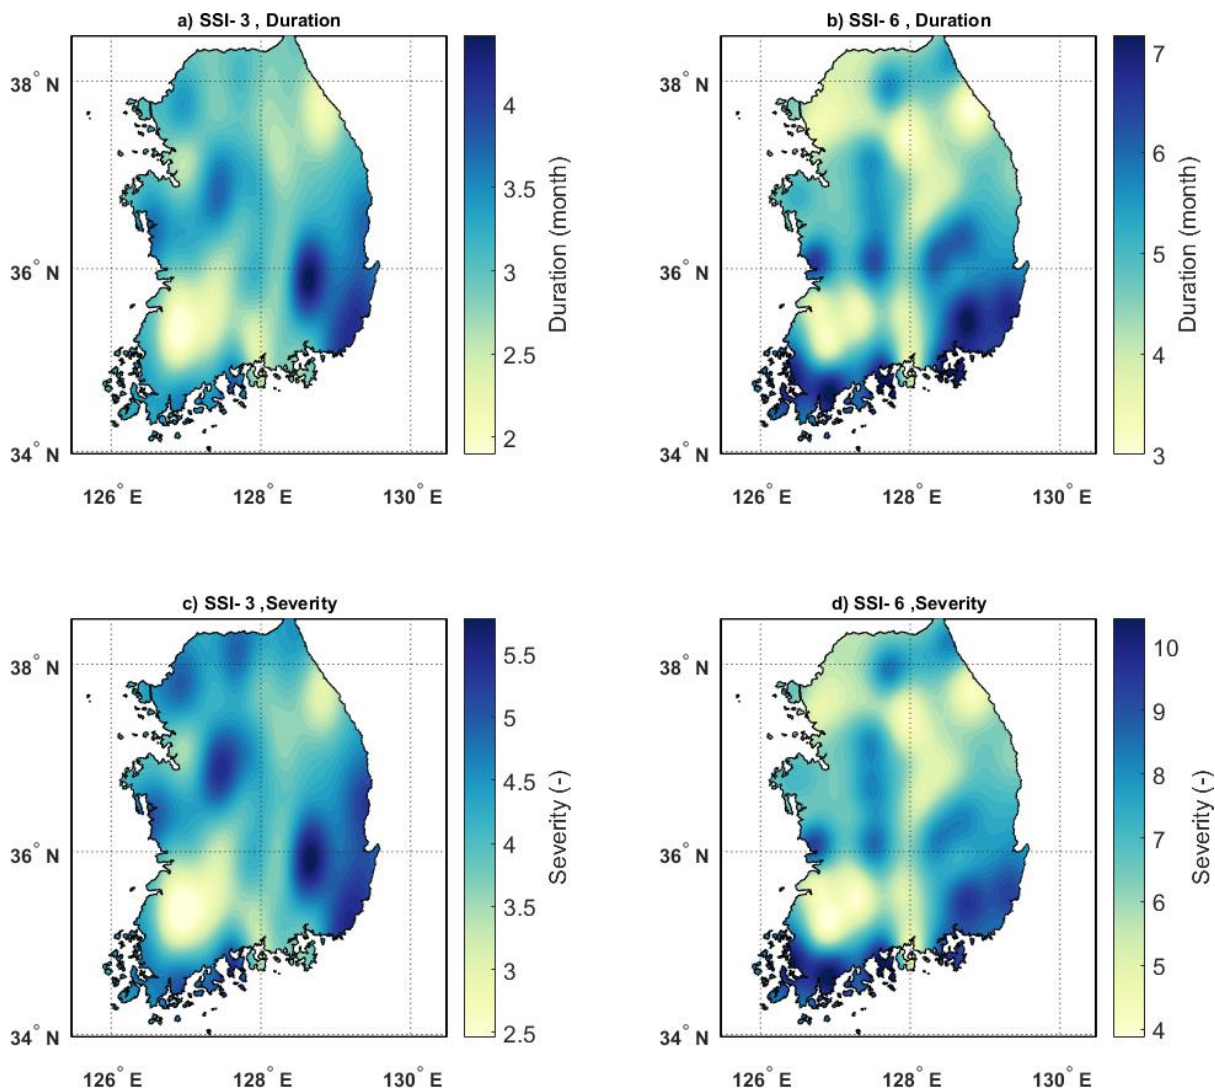 a) SSI- 3 , Duration
38° N
36° N
34° N
126° E
128° E
130° E
4
3.5
3
2.5
2
Duration (month)
b) SSI- 6 , Duration
38° N
36° N
34° N
126° E
128° E
130° E
7
6
5
4
3
Duration (month)
c) SSI- 3 ,Severity
38° N
36° N
34° N
126° E
128° E
130° E
5.5
5
4.5
4
3.5
3
2.5
Severity (-)
d) SSI- 6 ,Severity
38° N
36° N
34° N
126° E
128° E
130° E
10
9
8
7
6
5
4
Severity (-)